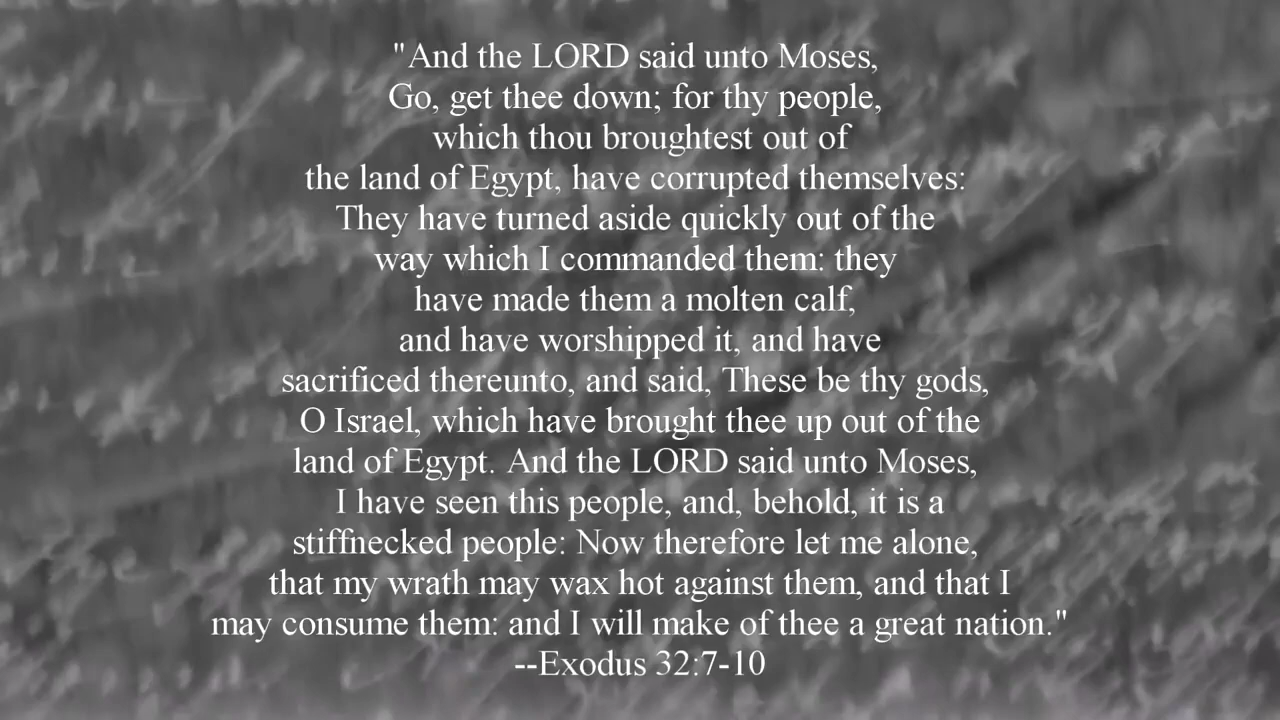 "And the LORD said unto Moses,
Go, get thee down; for thy people,
which thou broughtest out of
the land of Egypt, have corrupted themselves:
They have turned aside quickly out of the
way which I commanded them: they
have made them a molten calf,
and have worshipped it, and have
sacrificed thereunto, and said, These be thy gods,
O Israel, which have brought thee up out of the
land of Egypt. And the LORD said unto Moses,
I have seen this people, and, behold, it is a
stiffnecked people: Now therefore let me alone,
that my wrath may wax hot against them, and that I
may consume them: and I will make of thee a great nation."
--Exodus 32:7-10